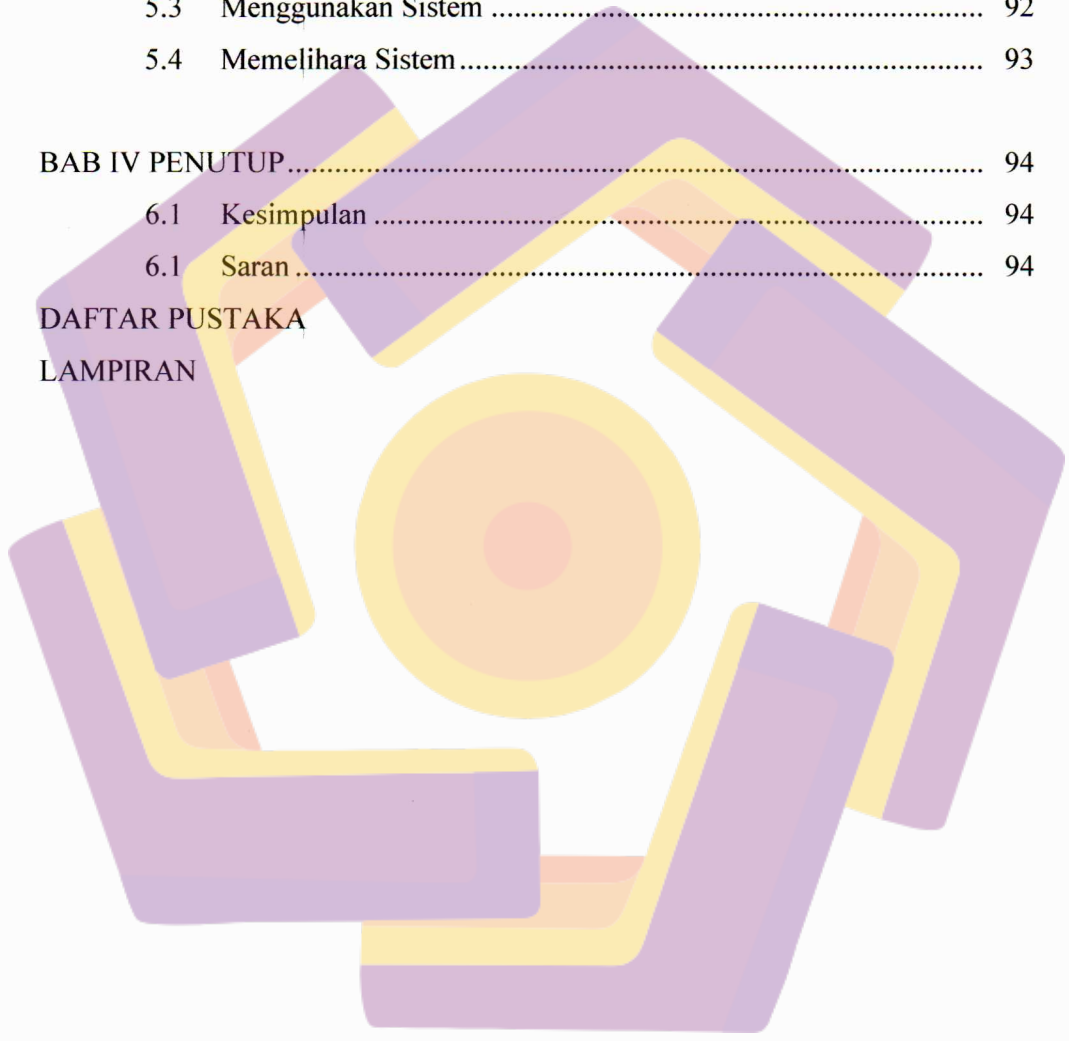 5.3 Menggunakan Sistem ........................................................................ 92
5.4 Memelihara Sistem ............................................................................ 93
BAB IV PENUTUP ..................................................................................................... 94
6.1 Kesimpulan ......................................................................................... 94
6.1 Saran .................................................................................................... 94
DAFTAR PUSTAKA
LAMPIRAN